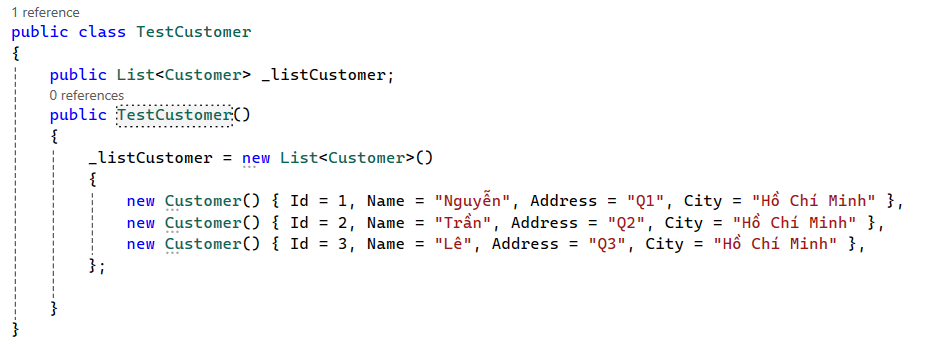 1 reference
public class TestCustomer
{
public List<Customer> _listCustomer;
0 references
public TestCustomer()
{
_listCustomer = new List<Customer>()
{
new Customer() { Id = 1, Name = "Nguyễn", Address = "Q1", City = "Hồ Chí Minh" },
new Customer() { Id = 2, Name = "Trần", Address = "Q2", City = "Hồ Chí Minh" },
new Customer() { Id = 3, Name = "Lê", Address = "Q3", City = "Hồ Chí Minh" },
};
}
}